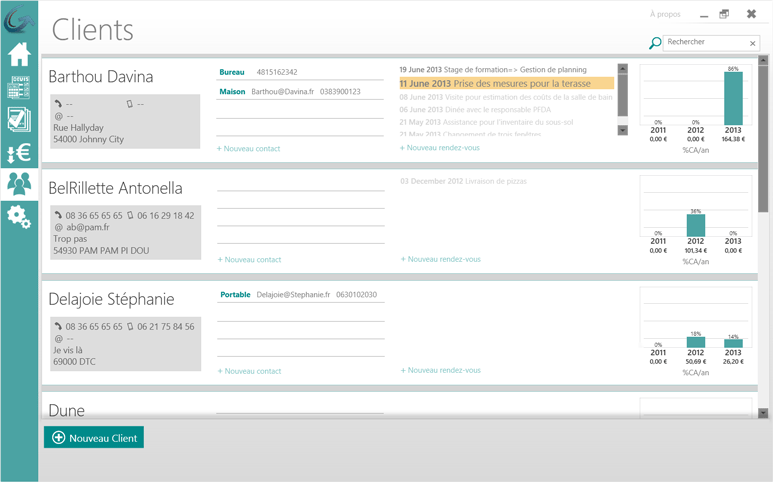 À propos
Clients
Rechercher
DEVIS
Barthou Davina
--
--
@ --
Rue Hallyday
54000 Johnny City
Bureau 4815162342
Maison Barthou@Davina.fr 0383900123
+ Nouveau contact
19 June 2013 Stage de formation=> Gestion de planning
11 June 2013 Prise des mesures pour la terasse
08 June 2013 Visite pour estimation des coûts de la salle de bain
06 June 2013 Dinée avec le responsable PFDA
21 May 2013 Assistance pour l'inventaire du sous-sol
21 May 2013 Changement de trois fenêtres
+ Nouveau rendez-vous
0% 0% 86%
2011 2012 2013
0,00 € 0,00 € 164,38 €
%CA/an
BelRillette Antonella
08 36 65 65 65 06 16 29 18 42
@ ab@pam.fr
Trop pas
54930 PAM PAM PI DOU
+ Nouveau contact
03 December 2012 Livraison de pizzas
+ Nouveau rendez-vous
0% 36% 0%
2011 2012 2013
0,00 € 101,34 € 0,00 €
%CA/an
Delajoie Stéphanie
08 36 65 65 65 06 21 75 84 56
@ --
Je vis là
69000 DTC
Portable Delajoie@Stephanie.fr 0630102030
+ Nouveau contact
+ Nouveau rendez-vous
0% 18% 14%
2011 2012 2013
0,00 € 50,69 € 26,20 €
%CA/an
Dune
Nouveau Client